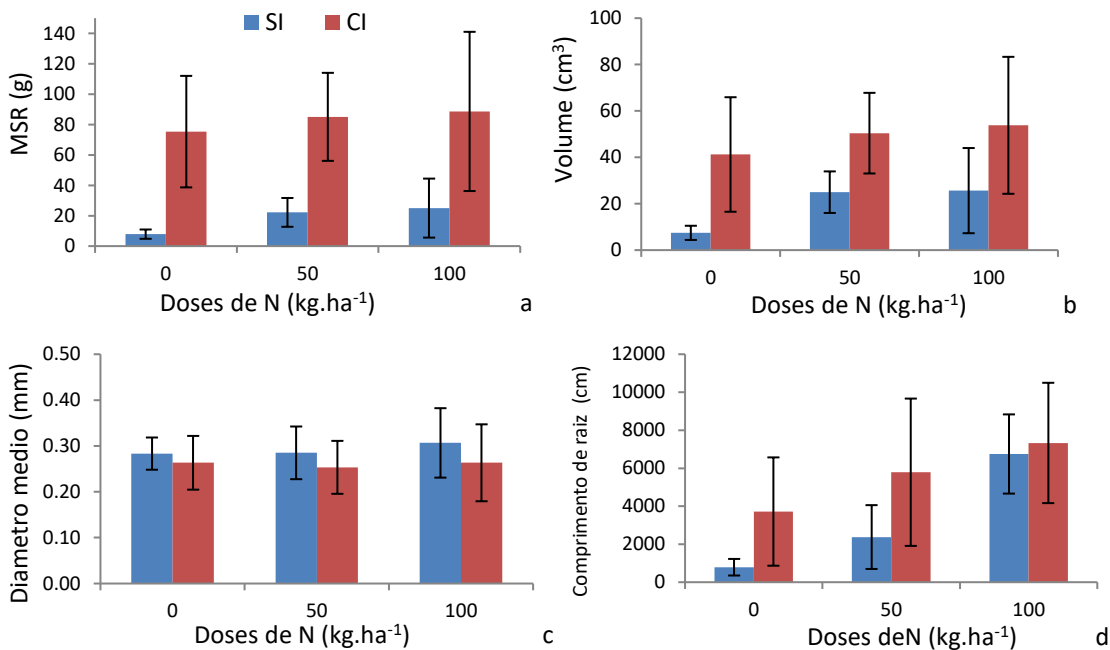 SI CI
MSR (g)
140
120
100
80
60
40
20
0
0 50 100
Doses de N (kg.ha⁻¹) a
Volume (cm³)
100
80
60
40
20
0
0 50 100
Doses de N (kg.ha⁻¹) b
Diametro medio (mm)
0.50
0.40
0.30
0.20
0.10
0.00
0 50 100
Doses de N (kg.ha⁻¹) c
Comprimento de raiz (cm)
12000
10000
8000
6000
4000
2000
0
0 50 100
Doses deN (kg.ha⁻¹) d